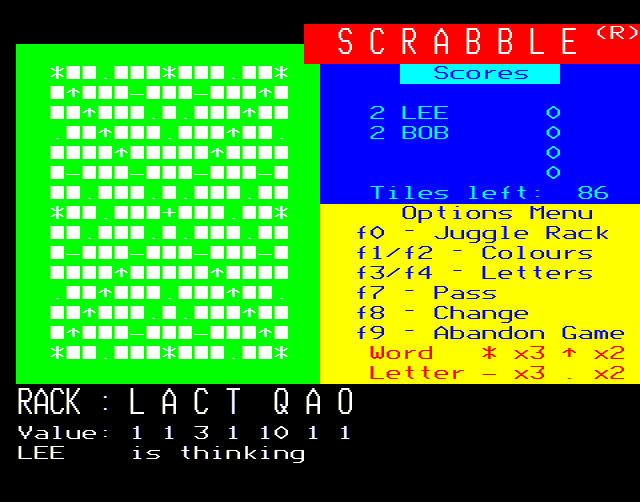 SCRABBLE(R)
Scores
2 LEE 0
2 BOB 0
0
0
Tiles left: 86
Options Menu
f0 - Juggle Rack
f1/f2 - Colours
f3/f4 - Letters
f7 - Pass
f8 - Change
f9 - Abandon Game
Word * x3 ↑ x2
Letter – x3 . x2
RACK : L A C T Q A O
Value: 1 1 3 1 10 1 1
LEE is thinking